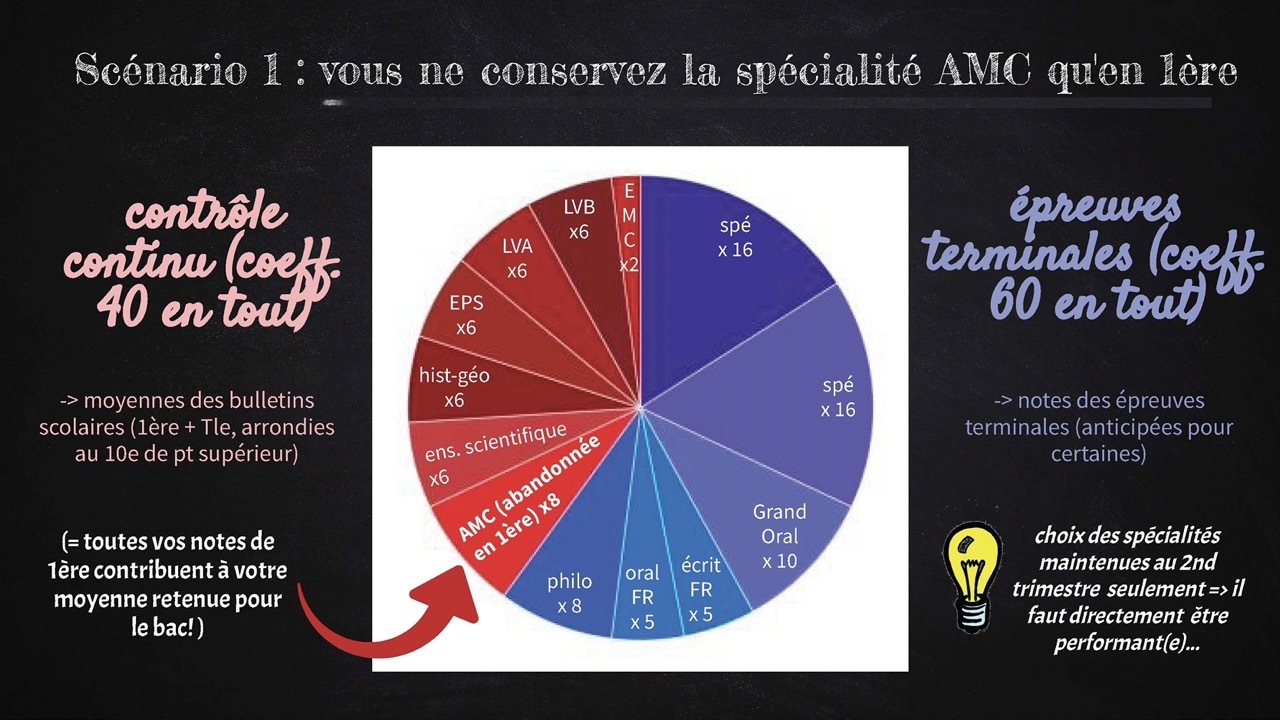 Scénario 1 : vous ne conservez la spécialité AMC qu'en 1ère
contrôle
continu (coeff.
40 en tout)
-> moyennes des bulletins
scolaires (1ère + Tle, arrondies
au 10e de pt supérieur)
(= toutes vos notes de
1ère contribuent à votre
moyenne retenue pour
le bac! )
E
M
C
x2
LVB
x6
LVA
x6
EPS
x6
hist-géo
x6
ens. scientifique
x6
AMC (abandonnée
en 1ère) x8
spé
x 16
spé
x 16
Grand
Oral
x 10
écrit
FR
x 5
oral
FR
x 5
philo
x 8
épreuves
terminales (coeff.
60 en tout)
-> notes des épreuves
terminales (anticipées pour
certaines)
choix des spécialités
maintenues au 2nd
trimestre seulement => il
faut directement être
performant(e)...